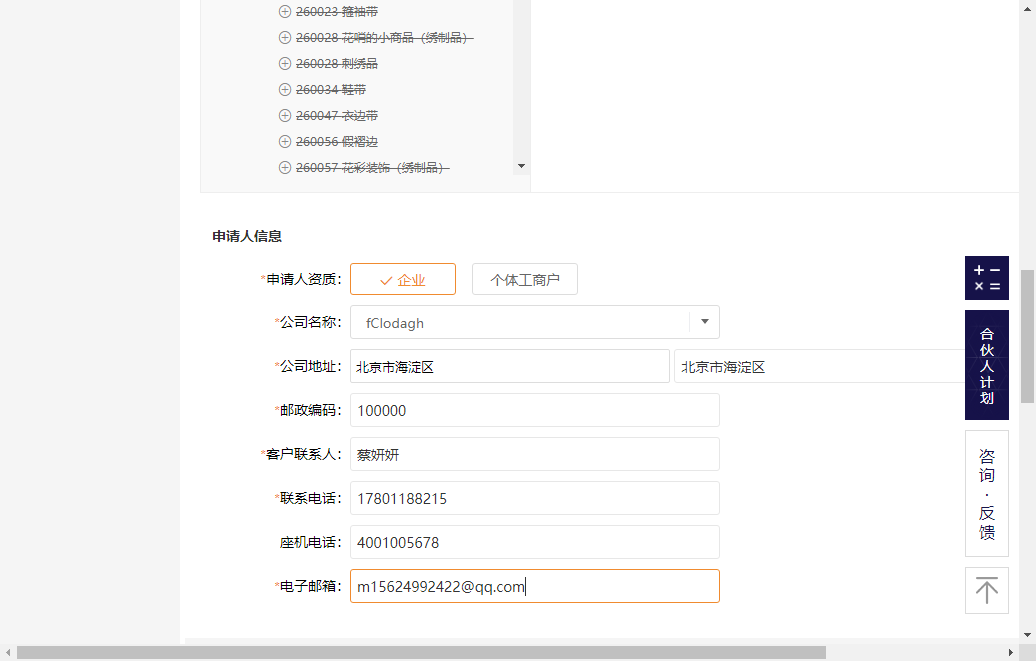 260023 箍袖带
260028 花哨的小商品（绣制品）
260028 刺绣品
260034 鞋带
260047 衣边带
260056 假褶边
260057 花彩装饰（绣制品）
申请人信息
*申请人资质： 企业 个体工商户
*公司名称： fClodagh
*公司地址： 北京市海淀区 北京市海淀区
*邮政编码： 100000
*客户联系人： 蔡妍妍
*联系电话： 17801188215
座机电话： 4001005678
*电子邮箱： m15624992422@qq.com
合伙人计划
咨询·反馈